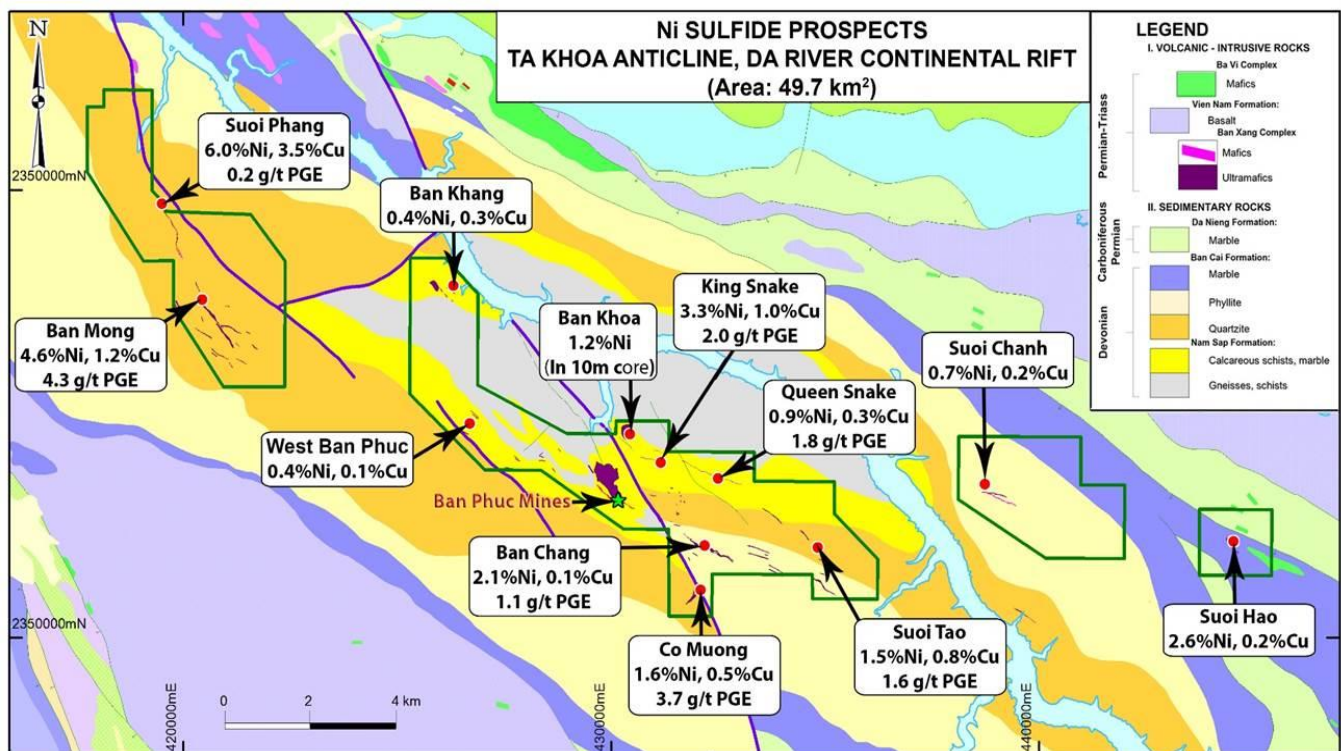 Ni SULFIDE PROSPECTS
TA KHOA ANTICLINE, DA RIVER CONTINENTAL RIFT
(Area: 49.7 km²)
N
2350000mN
Suoi Phang
6.0%Ni, 3.5%Cu
0.2 g/t PGE
Ban Khang
0.4%Ni, 0.3%Cu
Ban Mong
4.6%Ni, 1.2%Cu
4.3 g/t PGE
Ban Khoa
1.2%Ni
(In 10m core)
King Snake
3.3%Ni, 1.0%Cu
2.0 g/t PGE
Suoi Chanh
0.7%Ni, 0.2%Cu
Queen Snake
0.9%Ni, 0.3%Cu
1.8 g/t PGE
West Ban Phuc
0.4%Ni, 0.1%Cu
Ban Phuc Mines
Ban Chang
2.1%Ni, 0.1%Cu
1.1 g/t PGE
Co Muong
1.6%Ni, 0.5%Cu
3.7 g/t PGE
Suoi Tao
1.5%Ni, 0.8%Cu
1.6 g/t PGE
Suoi Hao
2.6%Ni, 0.2%Cu
2350000mN
0 2 4 km
420000mE
430000mE
440000mE
LEGEND
I. VOLCANIC - INTRUSIVE ROCKS
Permian-Triass
Ba Vi Complex
Mafics
Vien Nam Formation:
Basalt
Ban Xang Complex
Mafics
Ultramafics
II. SEDIMENTARY ROCKS
Carboniferous
Permian
Da Nieng Formation:
Marble
Devonian
Ban Cai Formation:
Marble
Phyllite
Quartzite
Nam Sap Formation:
Calcareous schists, marble
Gneisses, schists